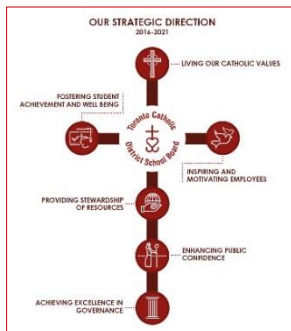 OUR STRATEGIC DIRECTION
2016-2021
LIVING OUR CATHOLIC VALUES
FOSTERING STUDENT
ACHIEVEMENT AND WELL BEING
Toronto Catholic
District School Board
INSPIRING AND
MOTIVATING EMPLOYEES
PROVIDING STEWARDSHIP
OF RESOURCES
ENHANCING PUBLIC
CONFIDENCE
ACHIEVING EXCELLENCE IN
GOVERNANCE